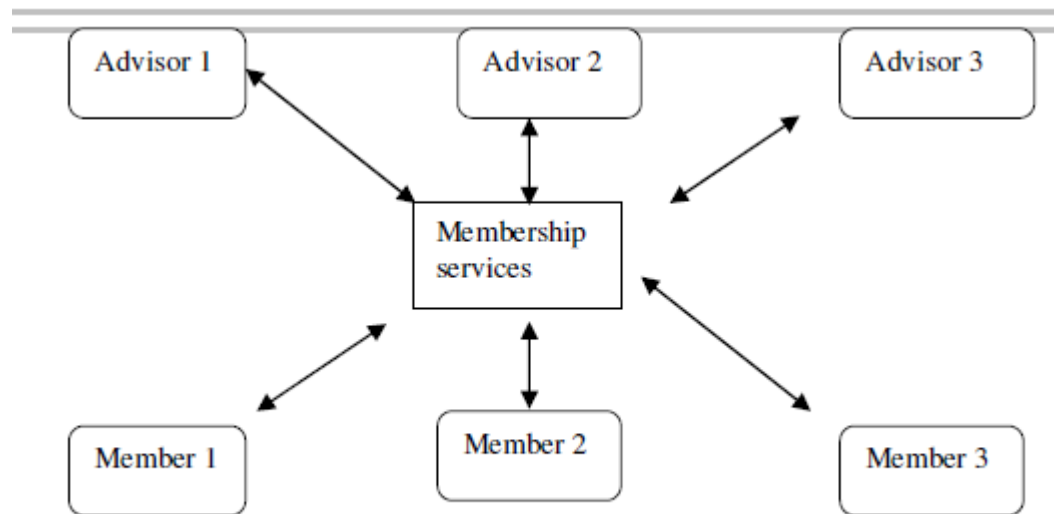 Advisor 1
Advisor 2
Advisor 3
Membership
services
Member 1
Member 2
Member 3